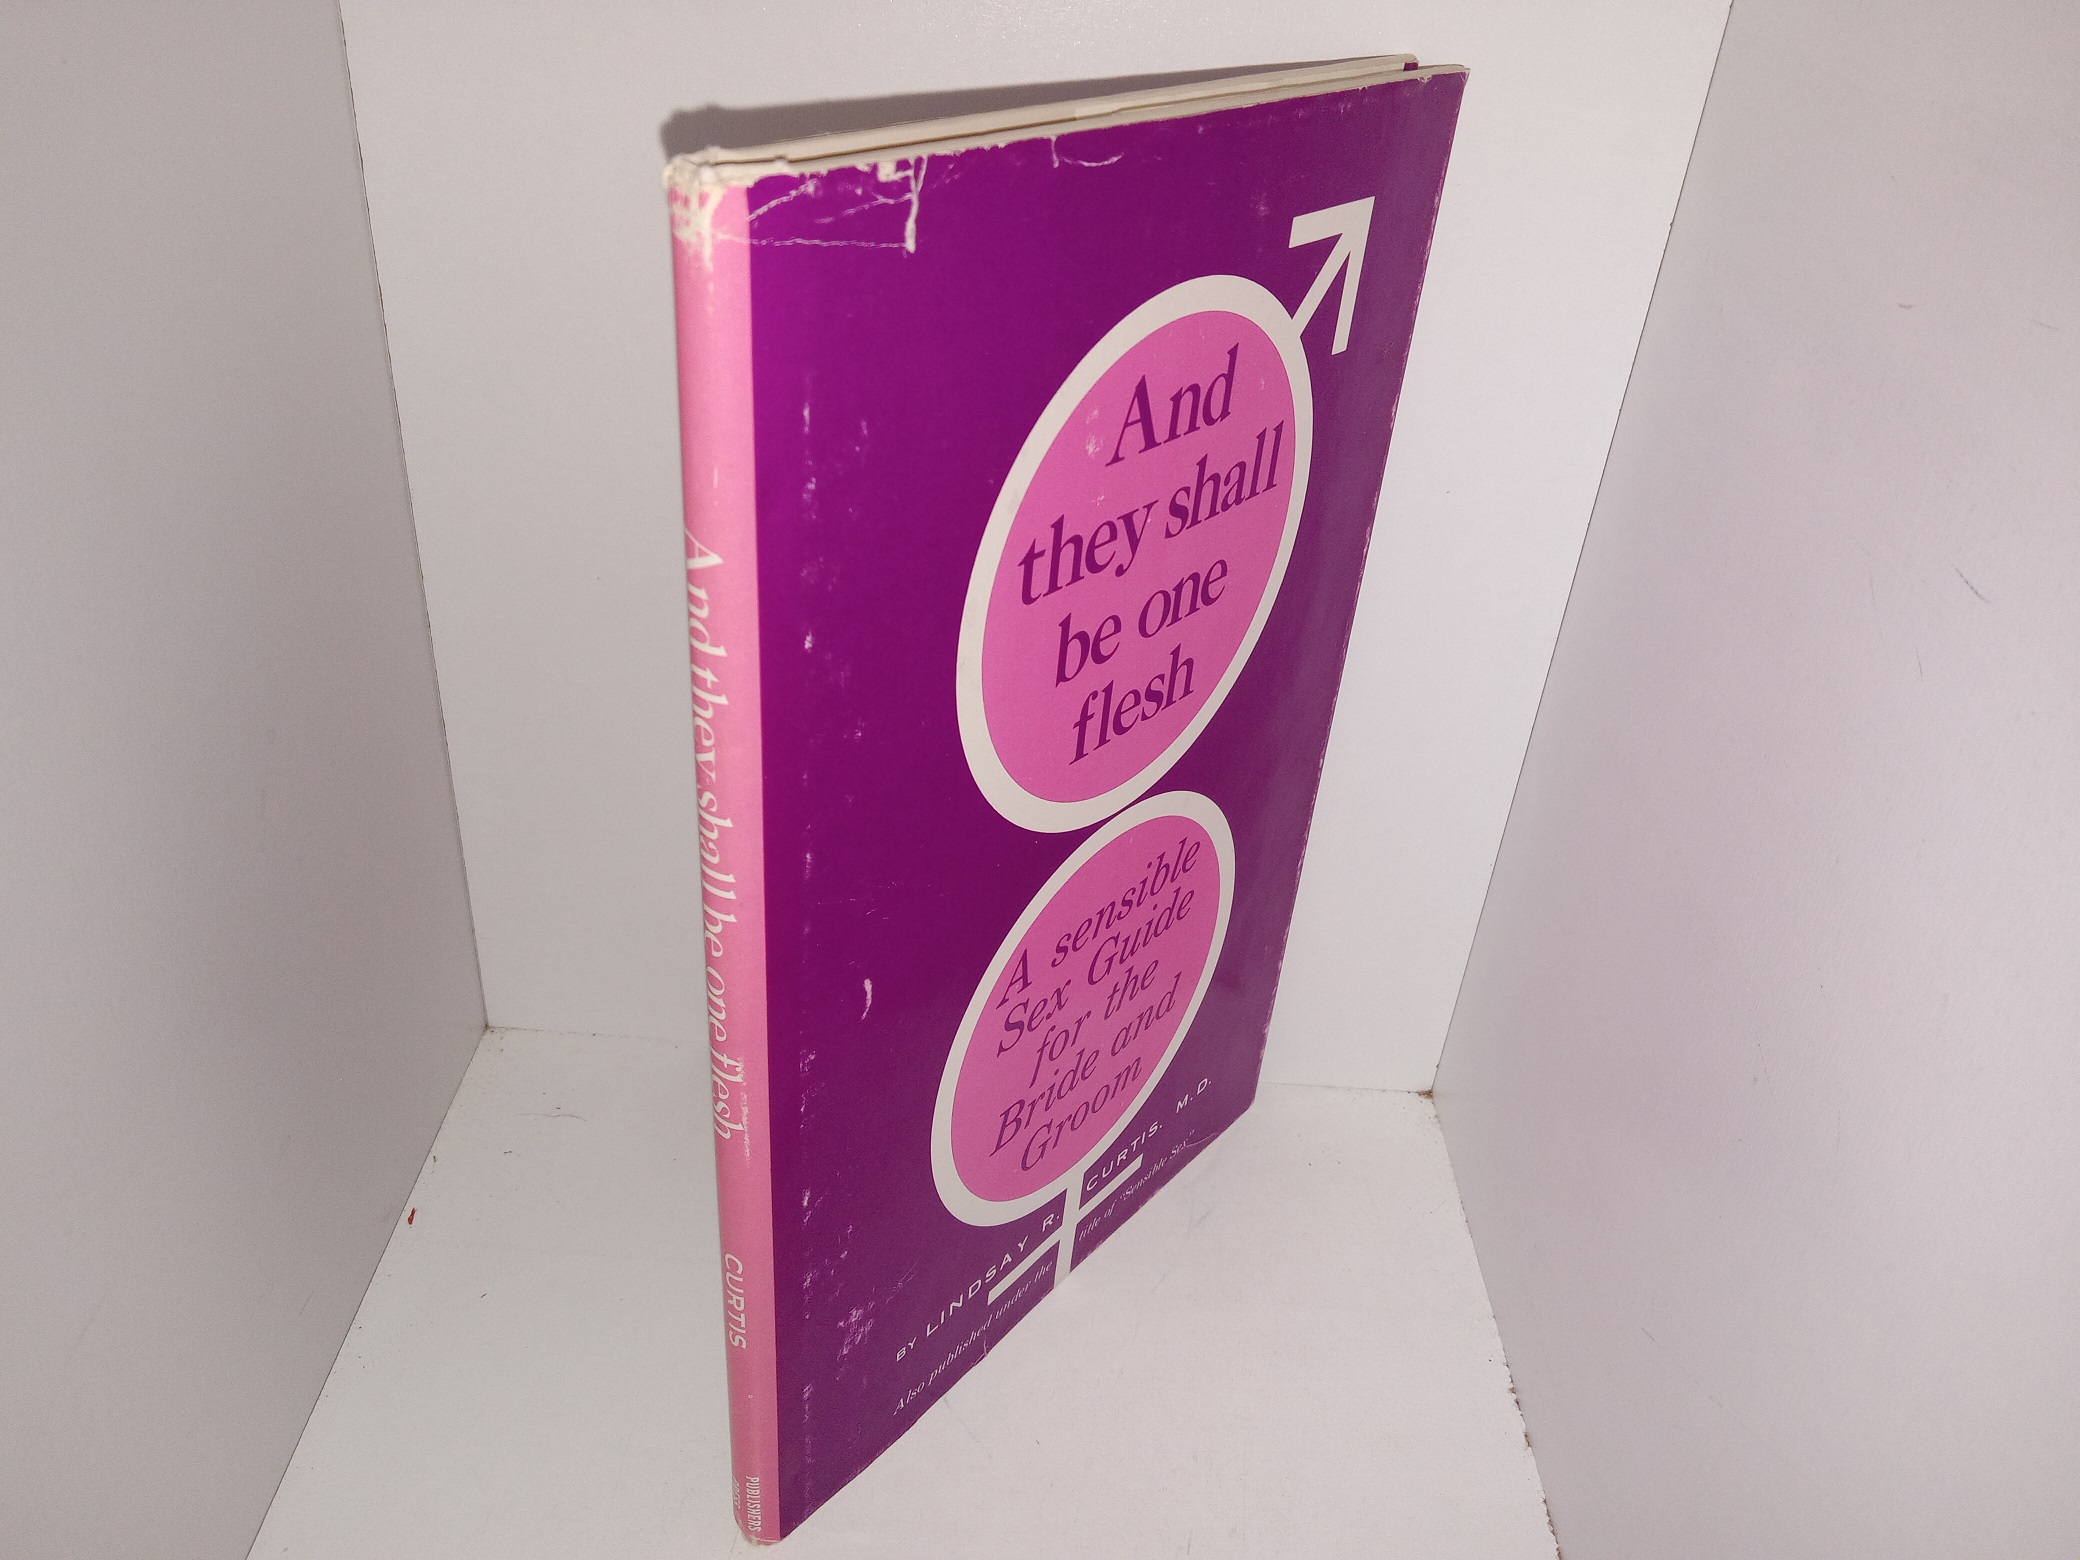 And
they shall
be one
flesh
A sensible
Sex Guide
for the
Bride and
Groom
BY LINDSAY R. CURTIS, M.D.
Also published under the title of "Sensible Sex"
And they shall be one flesh
CURTIS
PUBLISHERS
PRESS